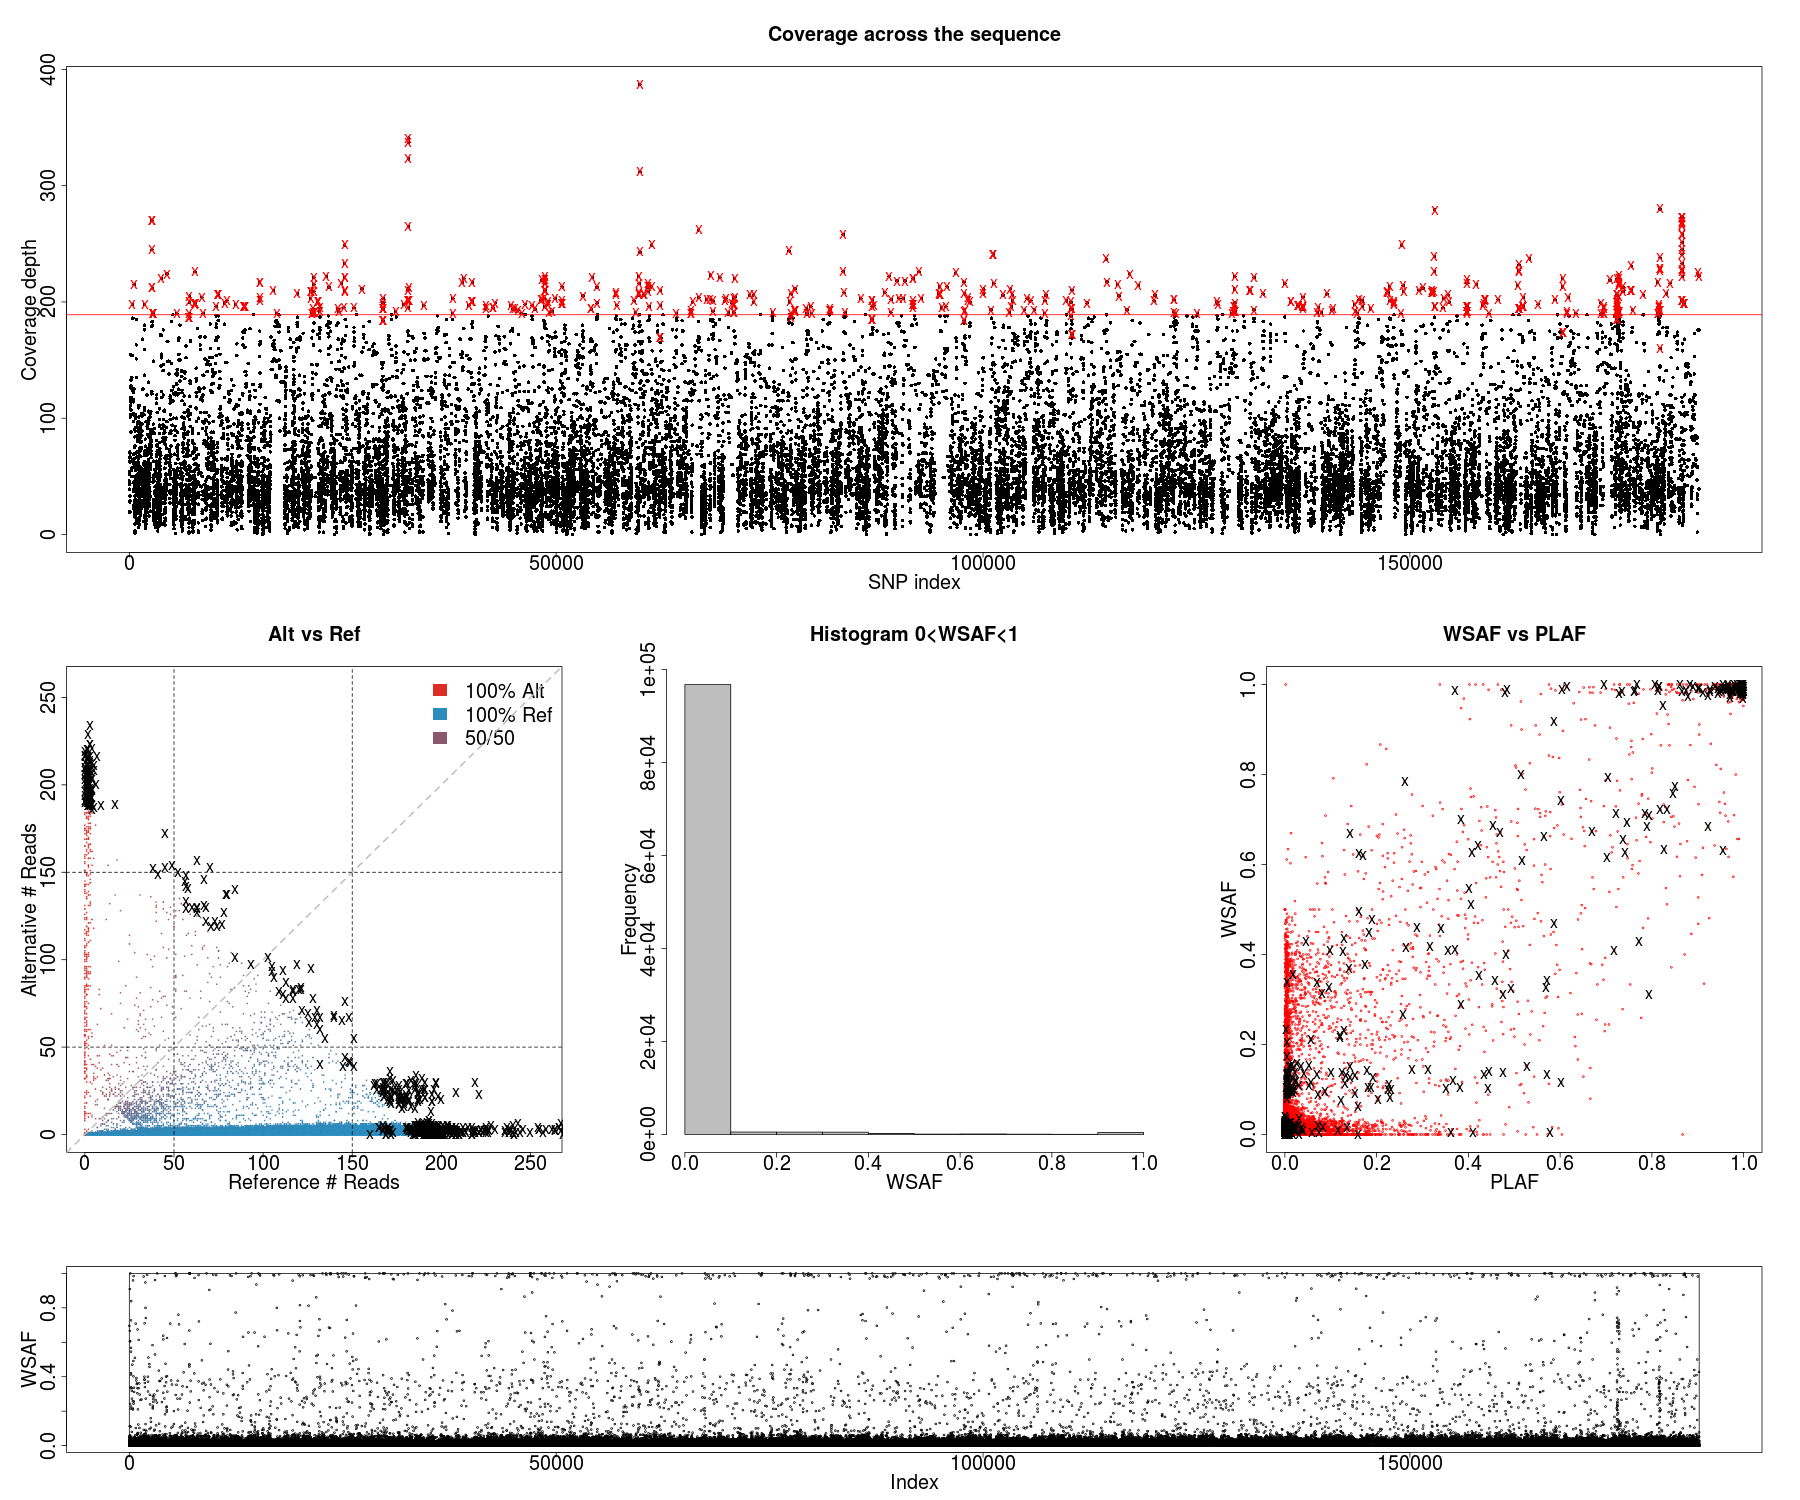 Coverage across the sequence
400
300
200
100
0
Coverage depth
0 50000 100000 150000
SNP index
Alt vs Ref
250
200
150
100
50
0
Alternative # Reads
100% Alt
100% Ref
50/50
0 50 100 150 200 250
Reference # Reads
Histogram 0<WSAF<1
1e+05
8e+04
6e+04
4e+04
2e+04
0e+00
Frequency
0.0 0.2 0.4 0.6 0.8 1.0
WSAF
WSAF vs PLAF
1.0
0.8
0.6
0.4
0.2
0.0
WSAF
0.0 0.2 0.4 0.6 0.8 1.0
PLAF
0.8
0.4
0.0
WSAF
0 50000 100000 150000
Index